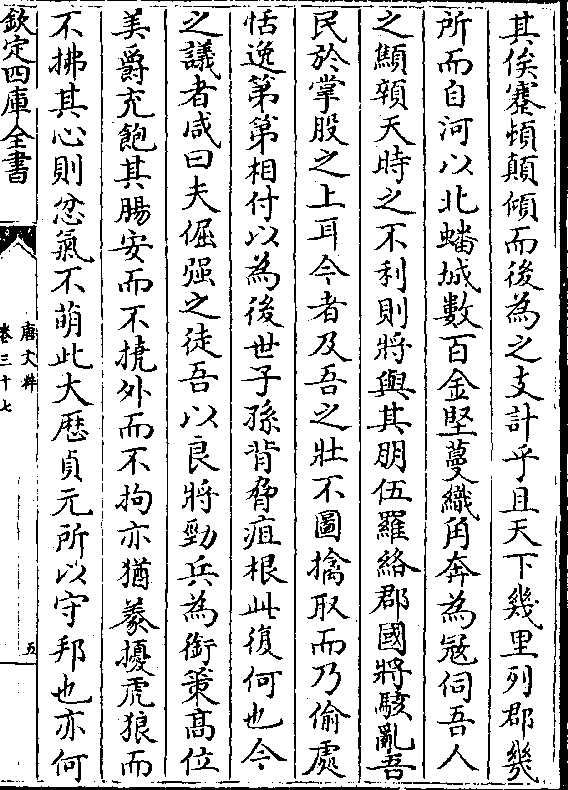 其俟蹇頓顛傾而後為之支計乎且天下幾里列郡幾
所而自河以北蟠城數百金堅蔓織角奔為冦伺吾人
之顯顇天時之不利則將與其朋伍羅絡郡國將駭亂吾
民於掌股之上耳今者及吾之壯不圖擒取而乃偷處
恬逸第第相付以為後世子孫背脅疽根此復何也今
之議者咸曰夫倔强之徒吾以良將勁兵為銜策髙位
美爵充飽其腸安而不撓外而不拘亦猶豢擾虎狼而
不拂其心則忿氣不萌此大厯貞元所以守邦也亦何
欽定四庫全書
唐文粹
卷三十七
五